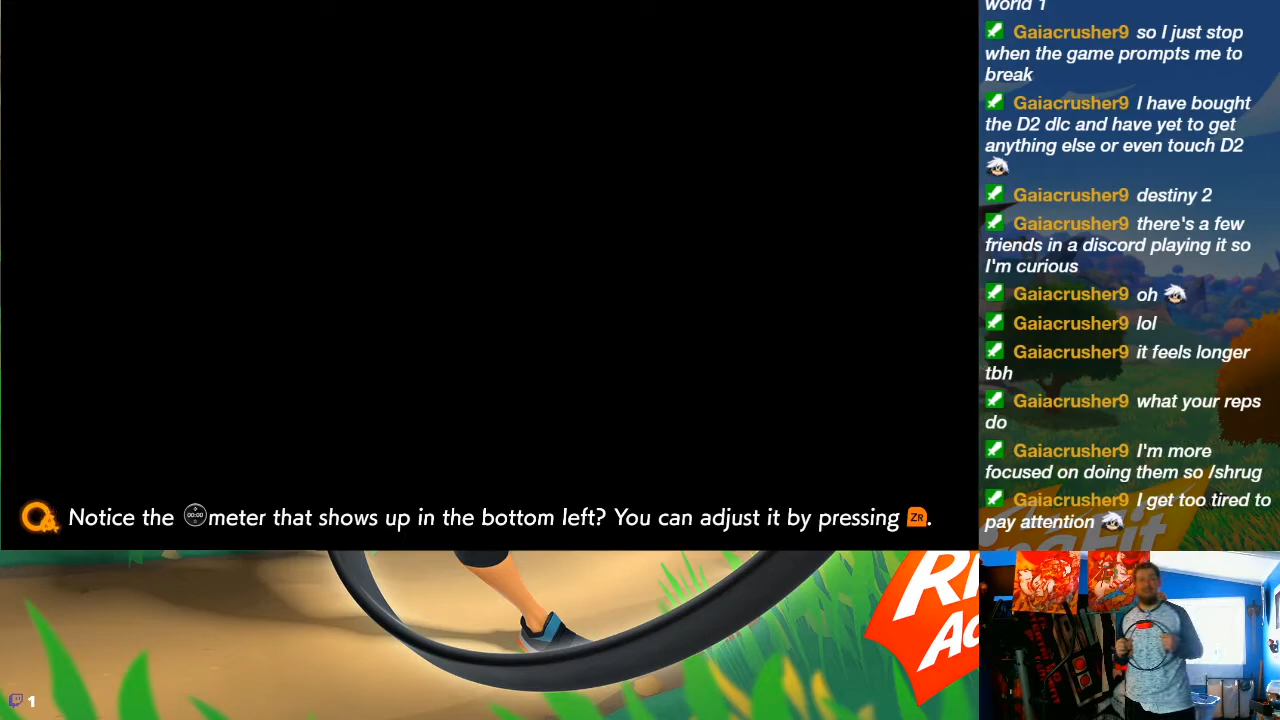 world 1
Gaiacrusher9 so I just stop
when the game prompts me to
break
Gaiacrusher9 I have bought
the D2 dlc and have yet to get
anything else or even touch D2
Gaiacrusher9 destiny 2
Gaiacrusher9 there's a few
friends in a discord playing it so
I'm curious
Gaiacrusher9 oh
Gaiacrusher9 lol
Gaiacrusher9 it feels longer
tbh
Gaiacrusher9 what your reps
do
Gaiacrusher9 I'm more
focused on doing them so /shrug
Gaiacrusher9 I get too tired to
pay attention
Notice the 00:00 meter that shows up in the bottom left? You can adjust it by pressing ZR.
1